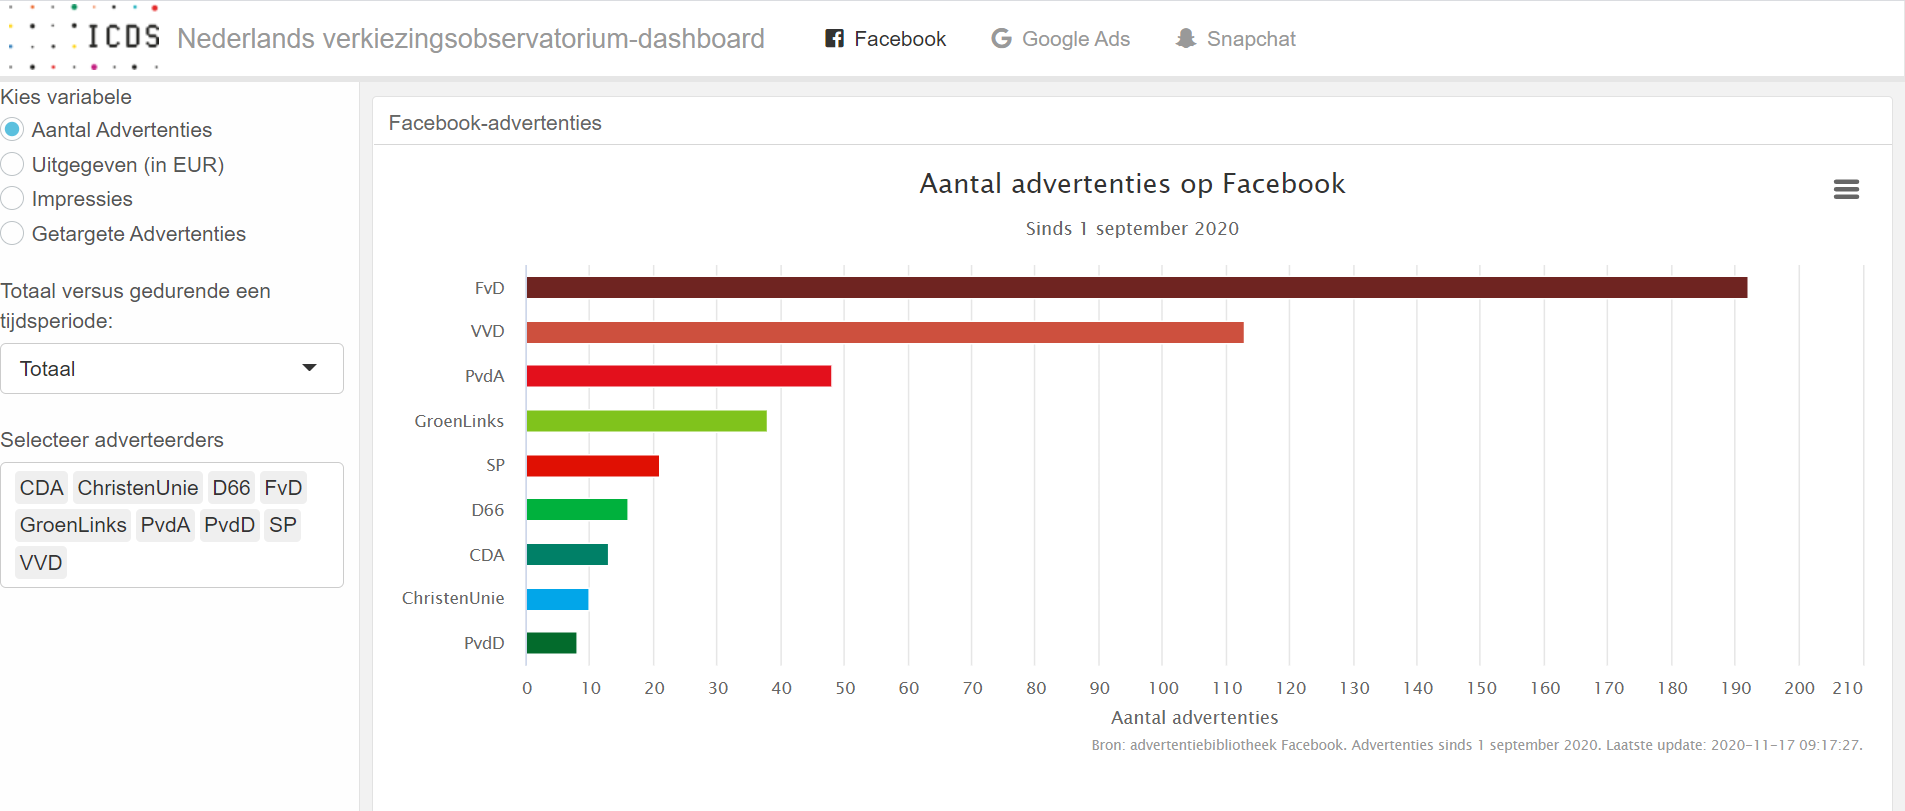 ICDS Nederlands verkiezingsobservatorium-dashboard Facebook Google Ads Snapchat
Kies variabele
Aantal Advertenties
Uitgegeven (in EUR)
Impressies
Getargete Advertenties
Totaal versus gedurende een
tijdsperiode:
Totaal
Selecteer adverteerders
CDA ChristenUnie D66 FvD
GroenLinks PvdA PvdD SP
VVD
Facebook-advertenties
Aantal advertenties op Facebook
Sinds 1 september 2020
FvD
VVD
PvdA
GroenLinks
SP
D66
CDA
ChristenUnie
PvdD
0 10 20 30 40 50 60 70 80 90 100 110 120 130 140 150 160 170 180 190 200 210
Aantal advertenties
Bron: advertentiebibliotheek Facebook. Advertenties sinds 1 september 2020. Laatste update: 2020-11-17 09:17:27.